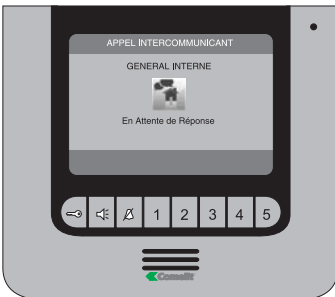 APPEL INTERCOMMUNICANT
GENERAL INTERNE
En Attente de Réponse
1 2 3 4 5
Comelit